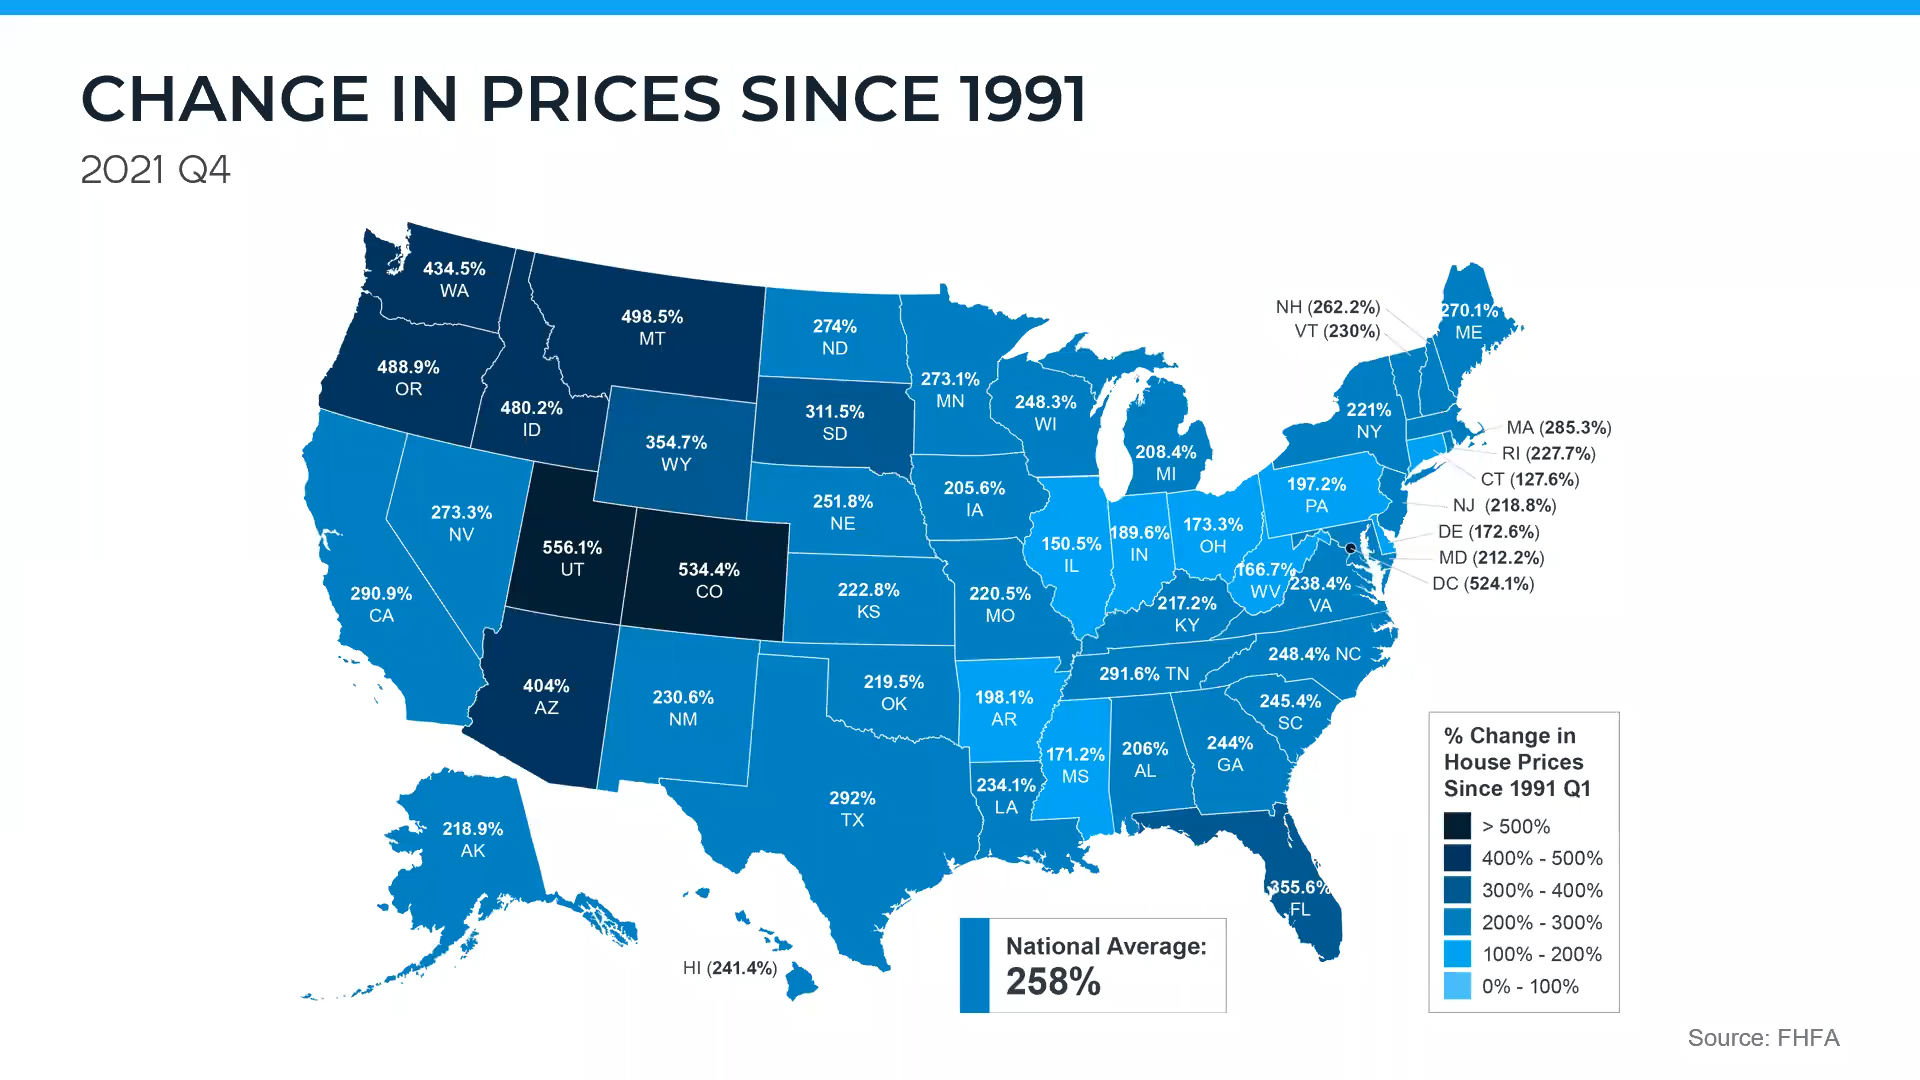 CHANGE IN PRICES SINCE 1991
2021 Q4
434.5%
WA
498.5%
MT
488.9%
OR
480.2%
ID
354.7%
WY
274%
ND
311.5%
SD
273.1%
MN
248.3%
WI
208.4%
MI
NH (262.2%)
VT (230%)
270.1%
ME
221%
NY
MA (285.3%)
RI (227.7%)
CT (127.6%)
NJ (218.8%)
DE (172.6%)
MD (212.2%)
DC (524.1%)
273.3%
NV
290.9%
CA
556.1%
UT
534.4%
CO
251.8%
NE
205.6%
IA
222.8%
KS
220.5%
MO
150.5%
IL
189.6%
IN
173.3%
OH
197.2%
PA
166.7%
WV
238.4%
VA
217.2%
KY
404%
AZ
230.6%
NM
219.5%
OK
198.1%
AR
291.6% TN
248.4% NC
245.4%
SC
171.2%
MS
206%
AL
244%
GA
292%
TX
234.1%
LA
355.6%
FL
218.9%
AK
HI (241.4%)
National Average:
258%
% Change in
House Prices
Since 1991 Q1
> 500%
400% - 500%
300% - 400%
200% - 300%
100% - 200%
0% - 100%
Source: FHFA